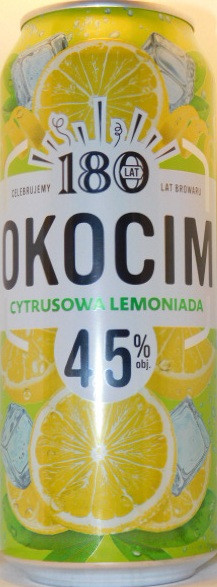 180
LAT
CELEBRUJEMY LAT BROWARU
OKOCIM
CYTRUSOWA LEMONIADA
4,5%
obj.